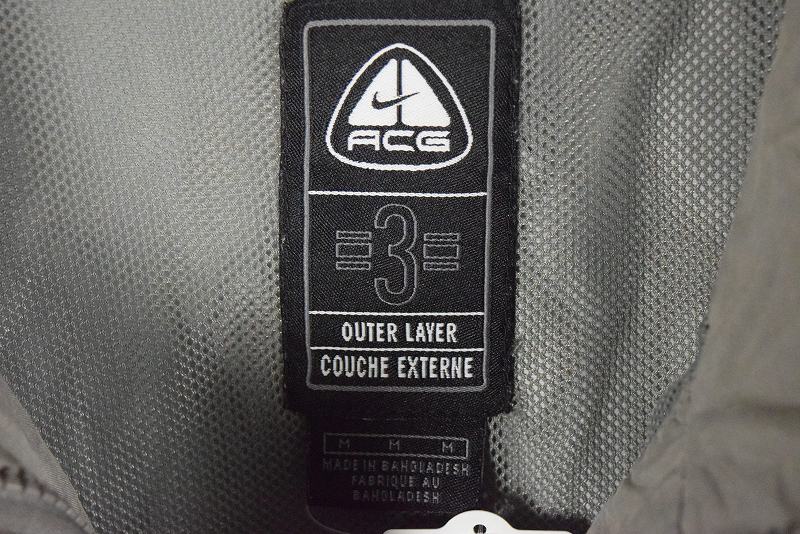 ACG
3
OUTER LAYER
COUCHE EXTERNE
M M M
MADE IN BANGLADESH
FABRIQUE AU
BANGLADESH